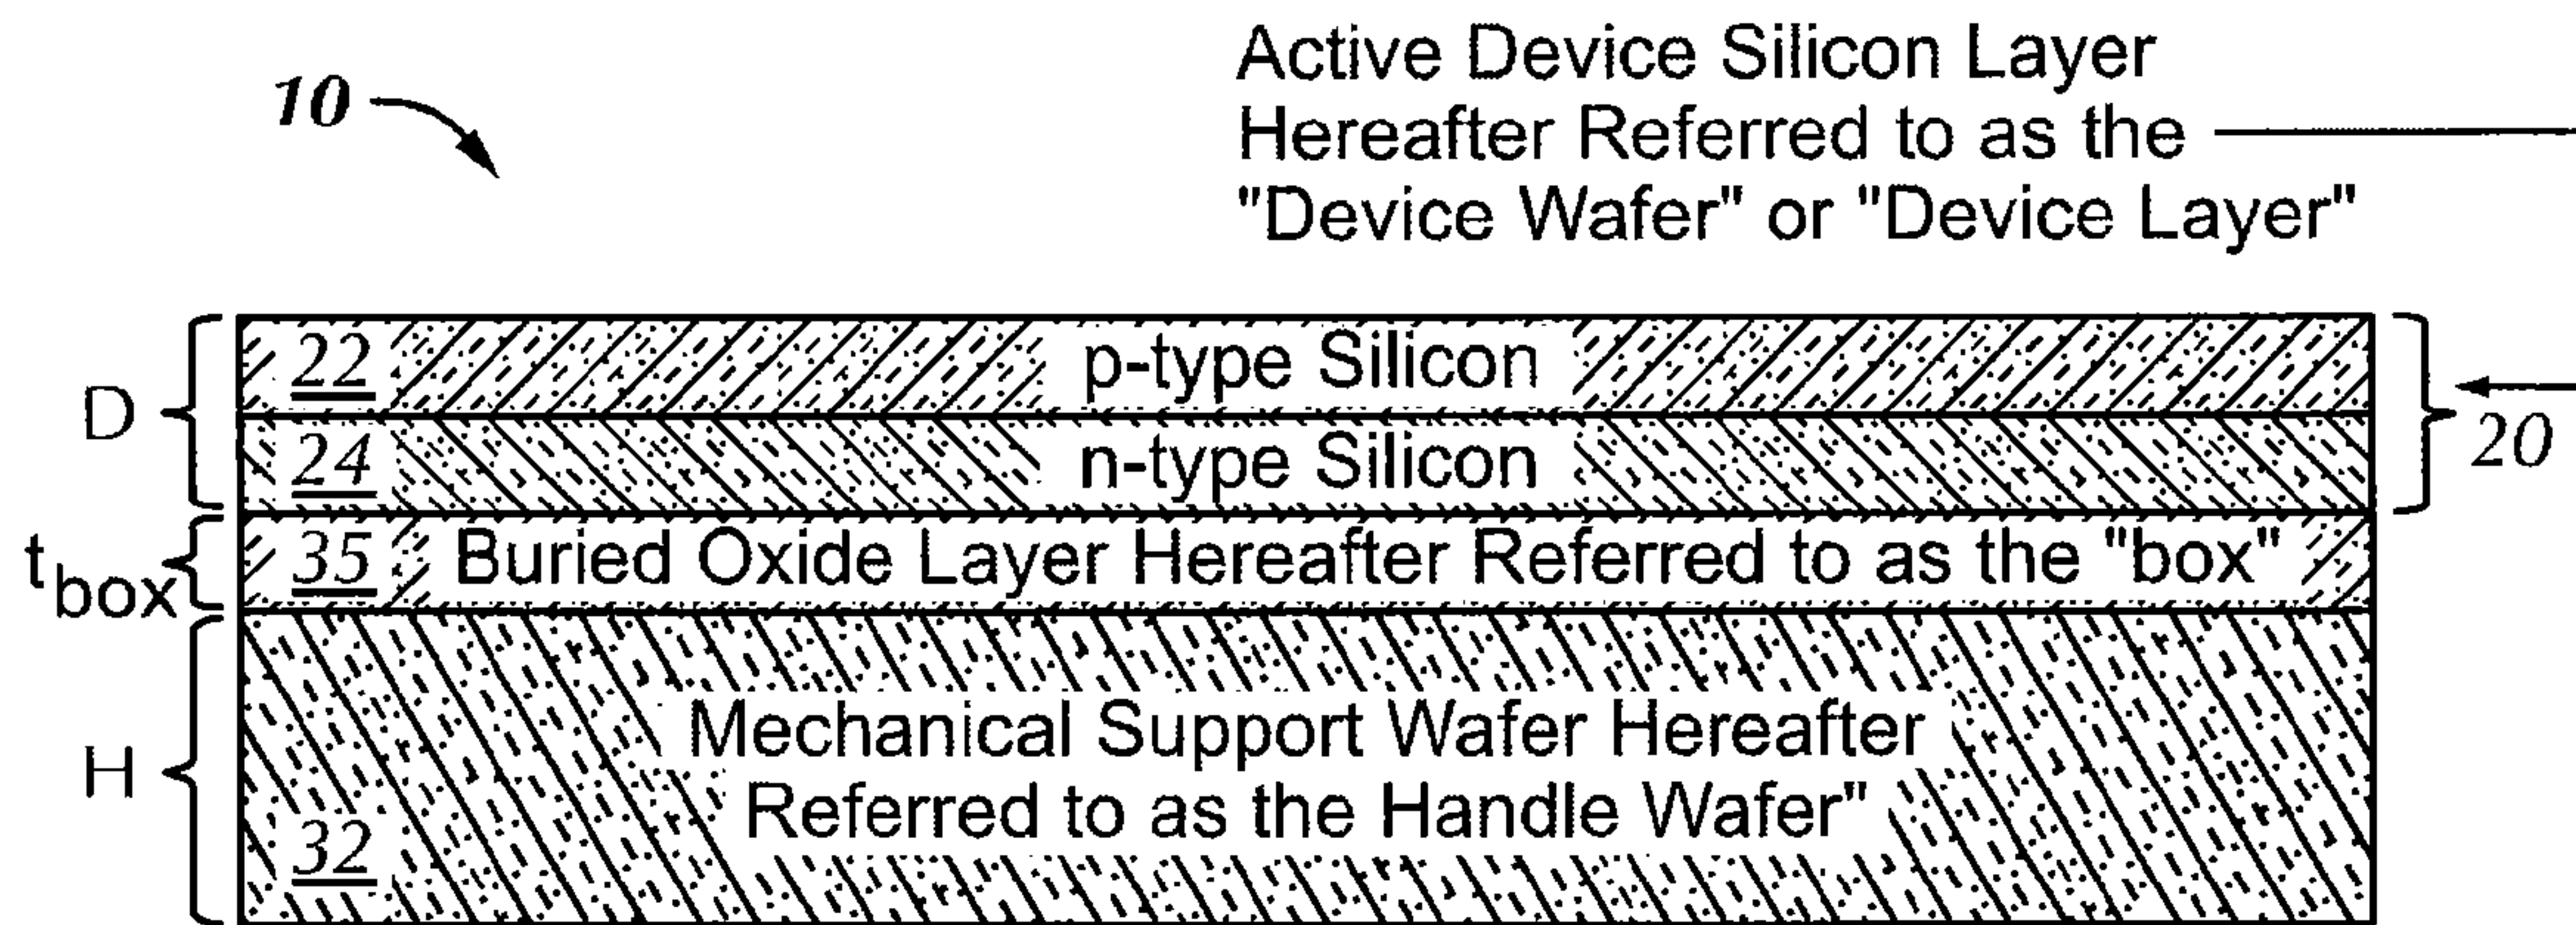 10
Active Device Silicon Layer
Hereafter Referred to as the
"Device Wafer" or "Device Layer"
D
22
p-type Silicon
24
n-type Silicon
20
tbox
35
Buried Oxide Layer Hereafter Referred to as the "box"
H
Mechanical Support Wafer Hereafter
Referred to as the Handle Wafer"
32